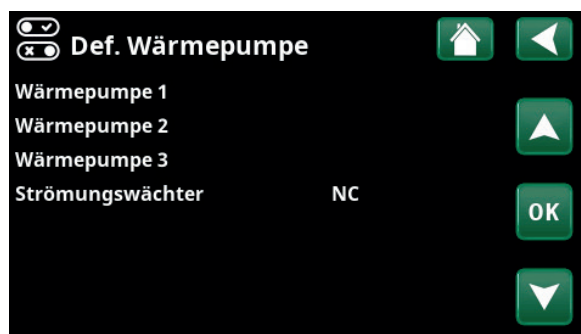 Def. Wärmepumpe
Wärmepumpe 1
Wärmepumpe 2
Wärmepumpe 3
Strömungswächter NC
OK